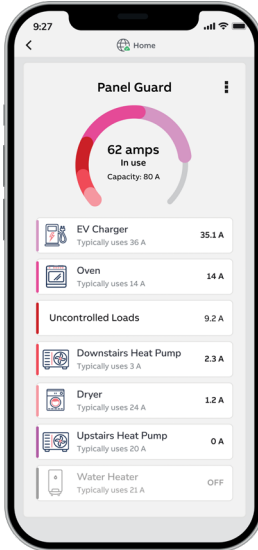 9:27
Home
Panel Guard
62 amps
In use
Capacity: 80 A
EV Charger
Typically uses 36 A
35.1 A
Oven
Typically uses 14 A
14 A
Uncontrolled Loads
9.2 A
Downstairs Heat Pump
Typically uses 3 A
2.3 A
Dryer
Typically uses 24 A
1.2 A
Upstairs Heat Pump
Typically uses 20 A
0 A
Water Heater
Typically uses 21 A
OFF